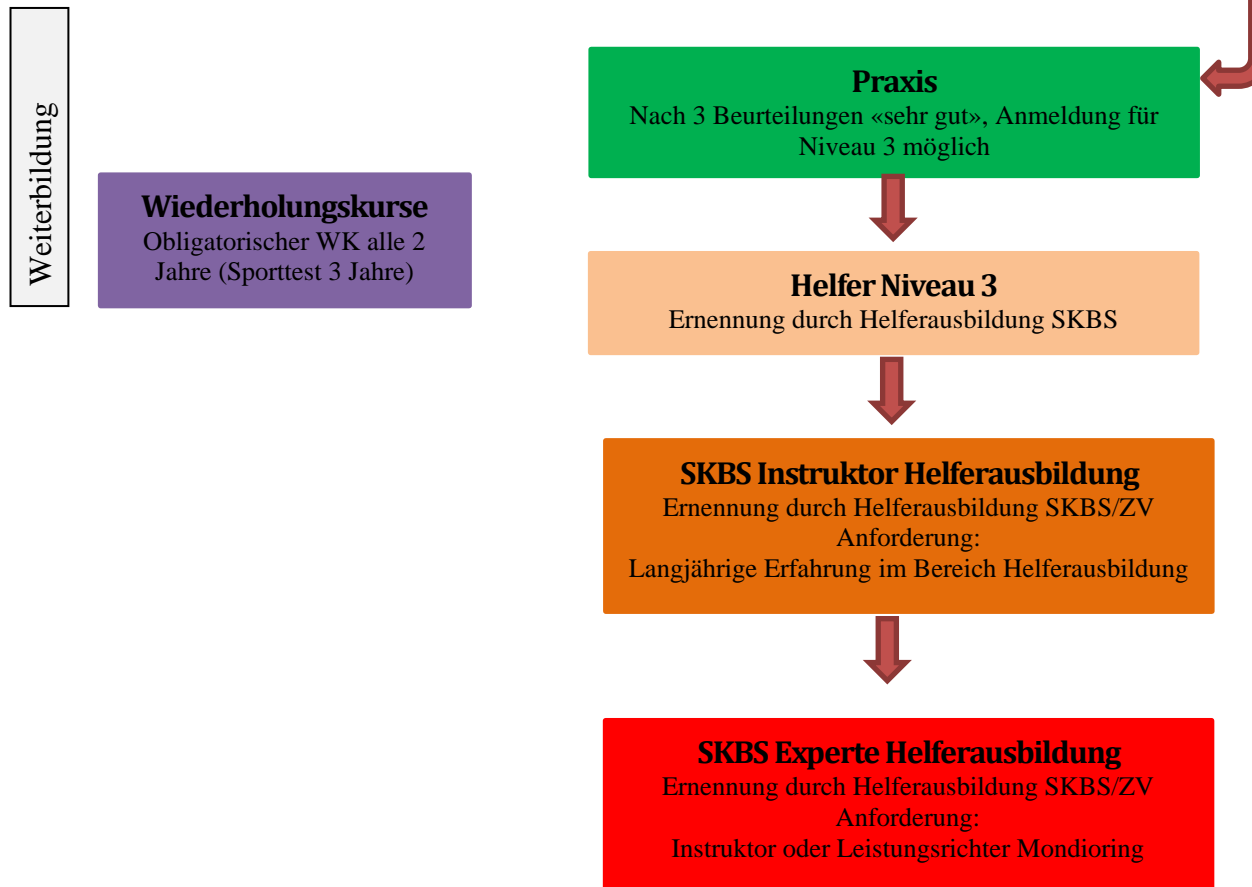 Weiterbildung
Wiederholungskurse
Obligatorischer WK alle 2
Jahre (Sporttest 3 Jahre)
Praxis
Nach 3 Beurteilungen «sehr gut», Anmeldung für
Niveau 3 möglich
Helfer Niveau 3
Ernennung durch Helferausbildung SKBS
SKBS Instruktor Helferausbildung
Ernennung durch Helferausbildung SKBS/ZV
Anforderung:
Langjährige Erfahrung im Bereich Helferausbildung
SKBS Experte Helferausbildung
Ernennung durch Helferausbildung SKBS/ZV
Anforderung:
Instruktor oder Leistungsrichter Mondioring